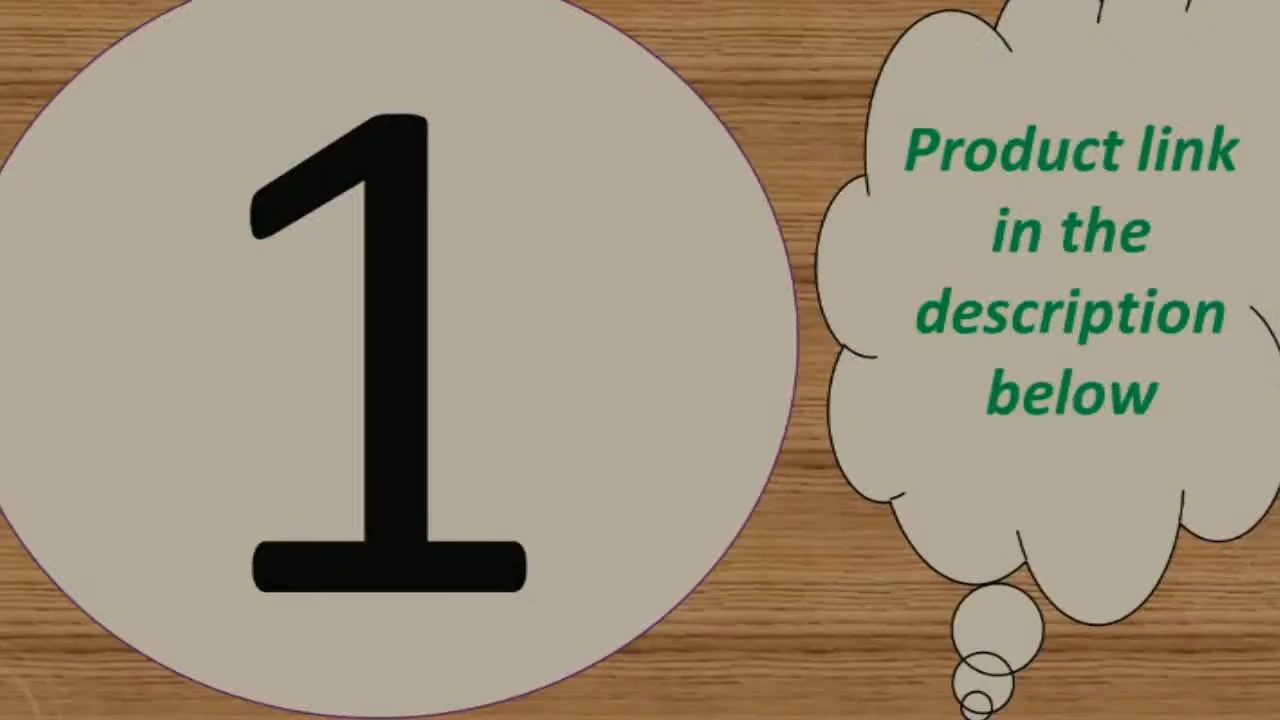 1
Product link
in the
description
below